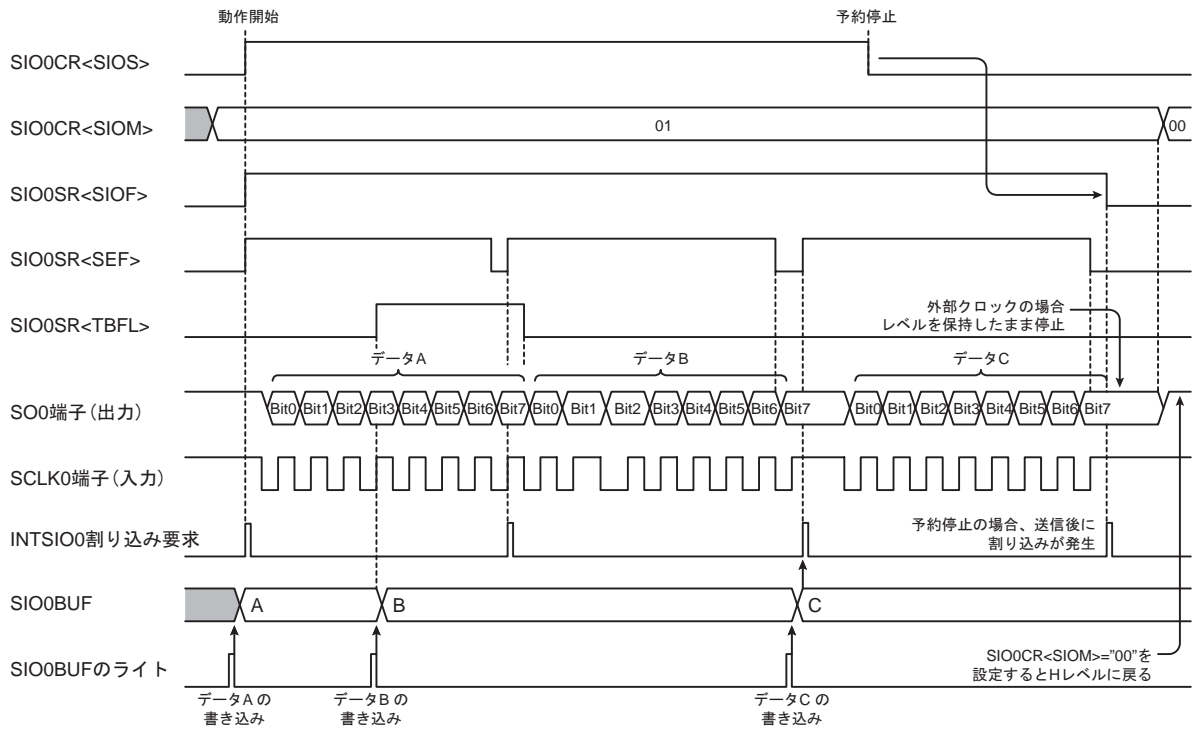 動作開始
予約停止
SIO0CR<SIOS>
SIO0CR<SIOM>
01
00
SIO0SR<SIOF>
SIO0SR<SEF>
SIO0SR<TBFL>
外部クロックの場合
レベルを保持したまま停止
データA
データB
データC
SO0端子(出力)
Bit0 Bit1 Bit2 Bit3 Bit4 Bit5 Bit6 Bit7 Bit0 Bit1 Bit2 Bit3 Bit4 Bit5 Bit6 Bit7 Bit0 Bit1 Bit2 Bit3 Bit4 Bit5 Bit6 Bit7
SCLK0端子(入力)
INTSIO0割り込み要求
予約停止の場合、送信後に
割り込みが発生
SIO0BUF
A
B
C
SIO0BUFのライト
SIO0CR<SIOM>="00"を
設定するとHレベルに戻る
データAの
書き込み
データBの
書き込み
データCの
書き込み